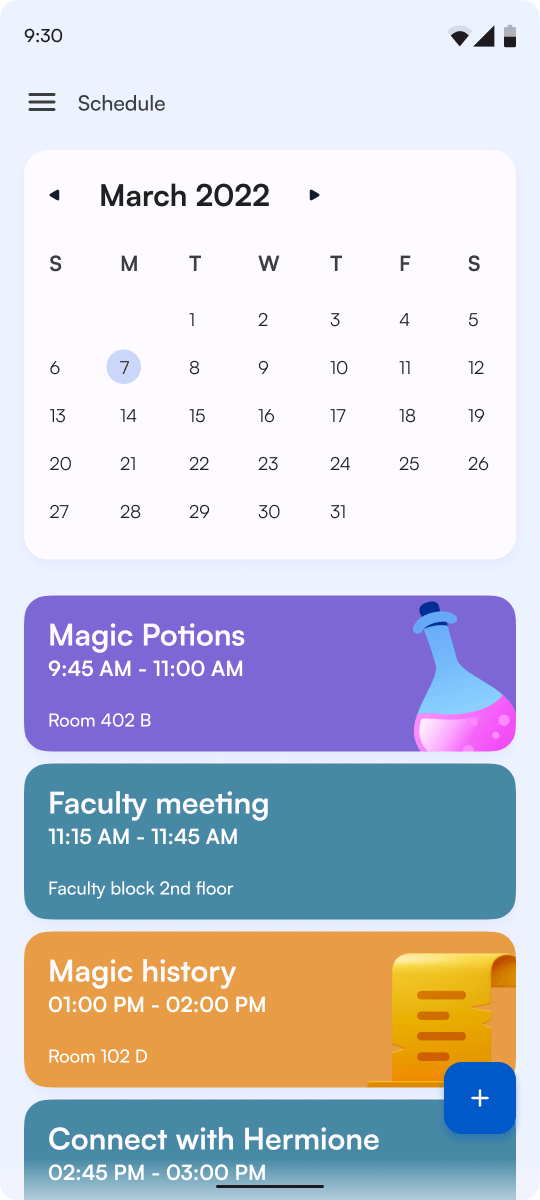 9:30
Schedule
March 2022
S M T W T F S
1 2 3 4 5
6 7 8 9 10 11 12
13 14 15 16 17 18 19
20 21 22 23 24 25 26
27 28 29 30 31
Magic Potions
9:45 AM - 11:00 AM
Room 402 B
Faculty meeting
11:15 AM - 11:45 AM
Faculty block 2nd floor
Magic history
01:00 PM - 02:00 PM
Room 102 D
Connect with Hermione
02:45 PM - 03:00 PM